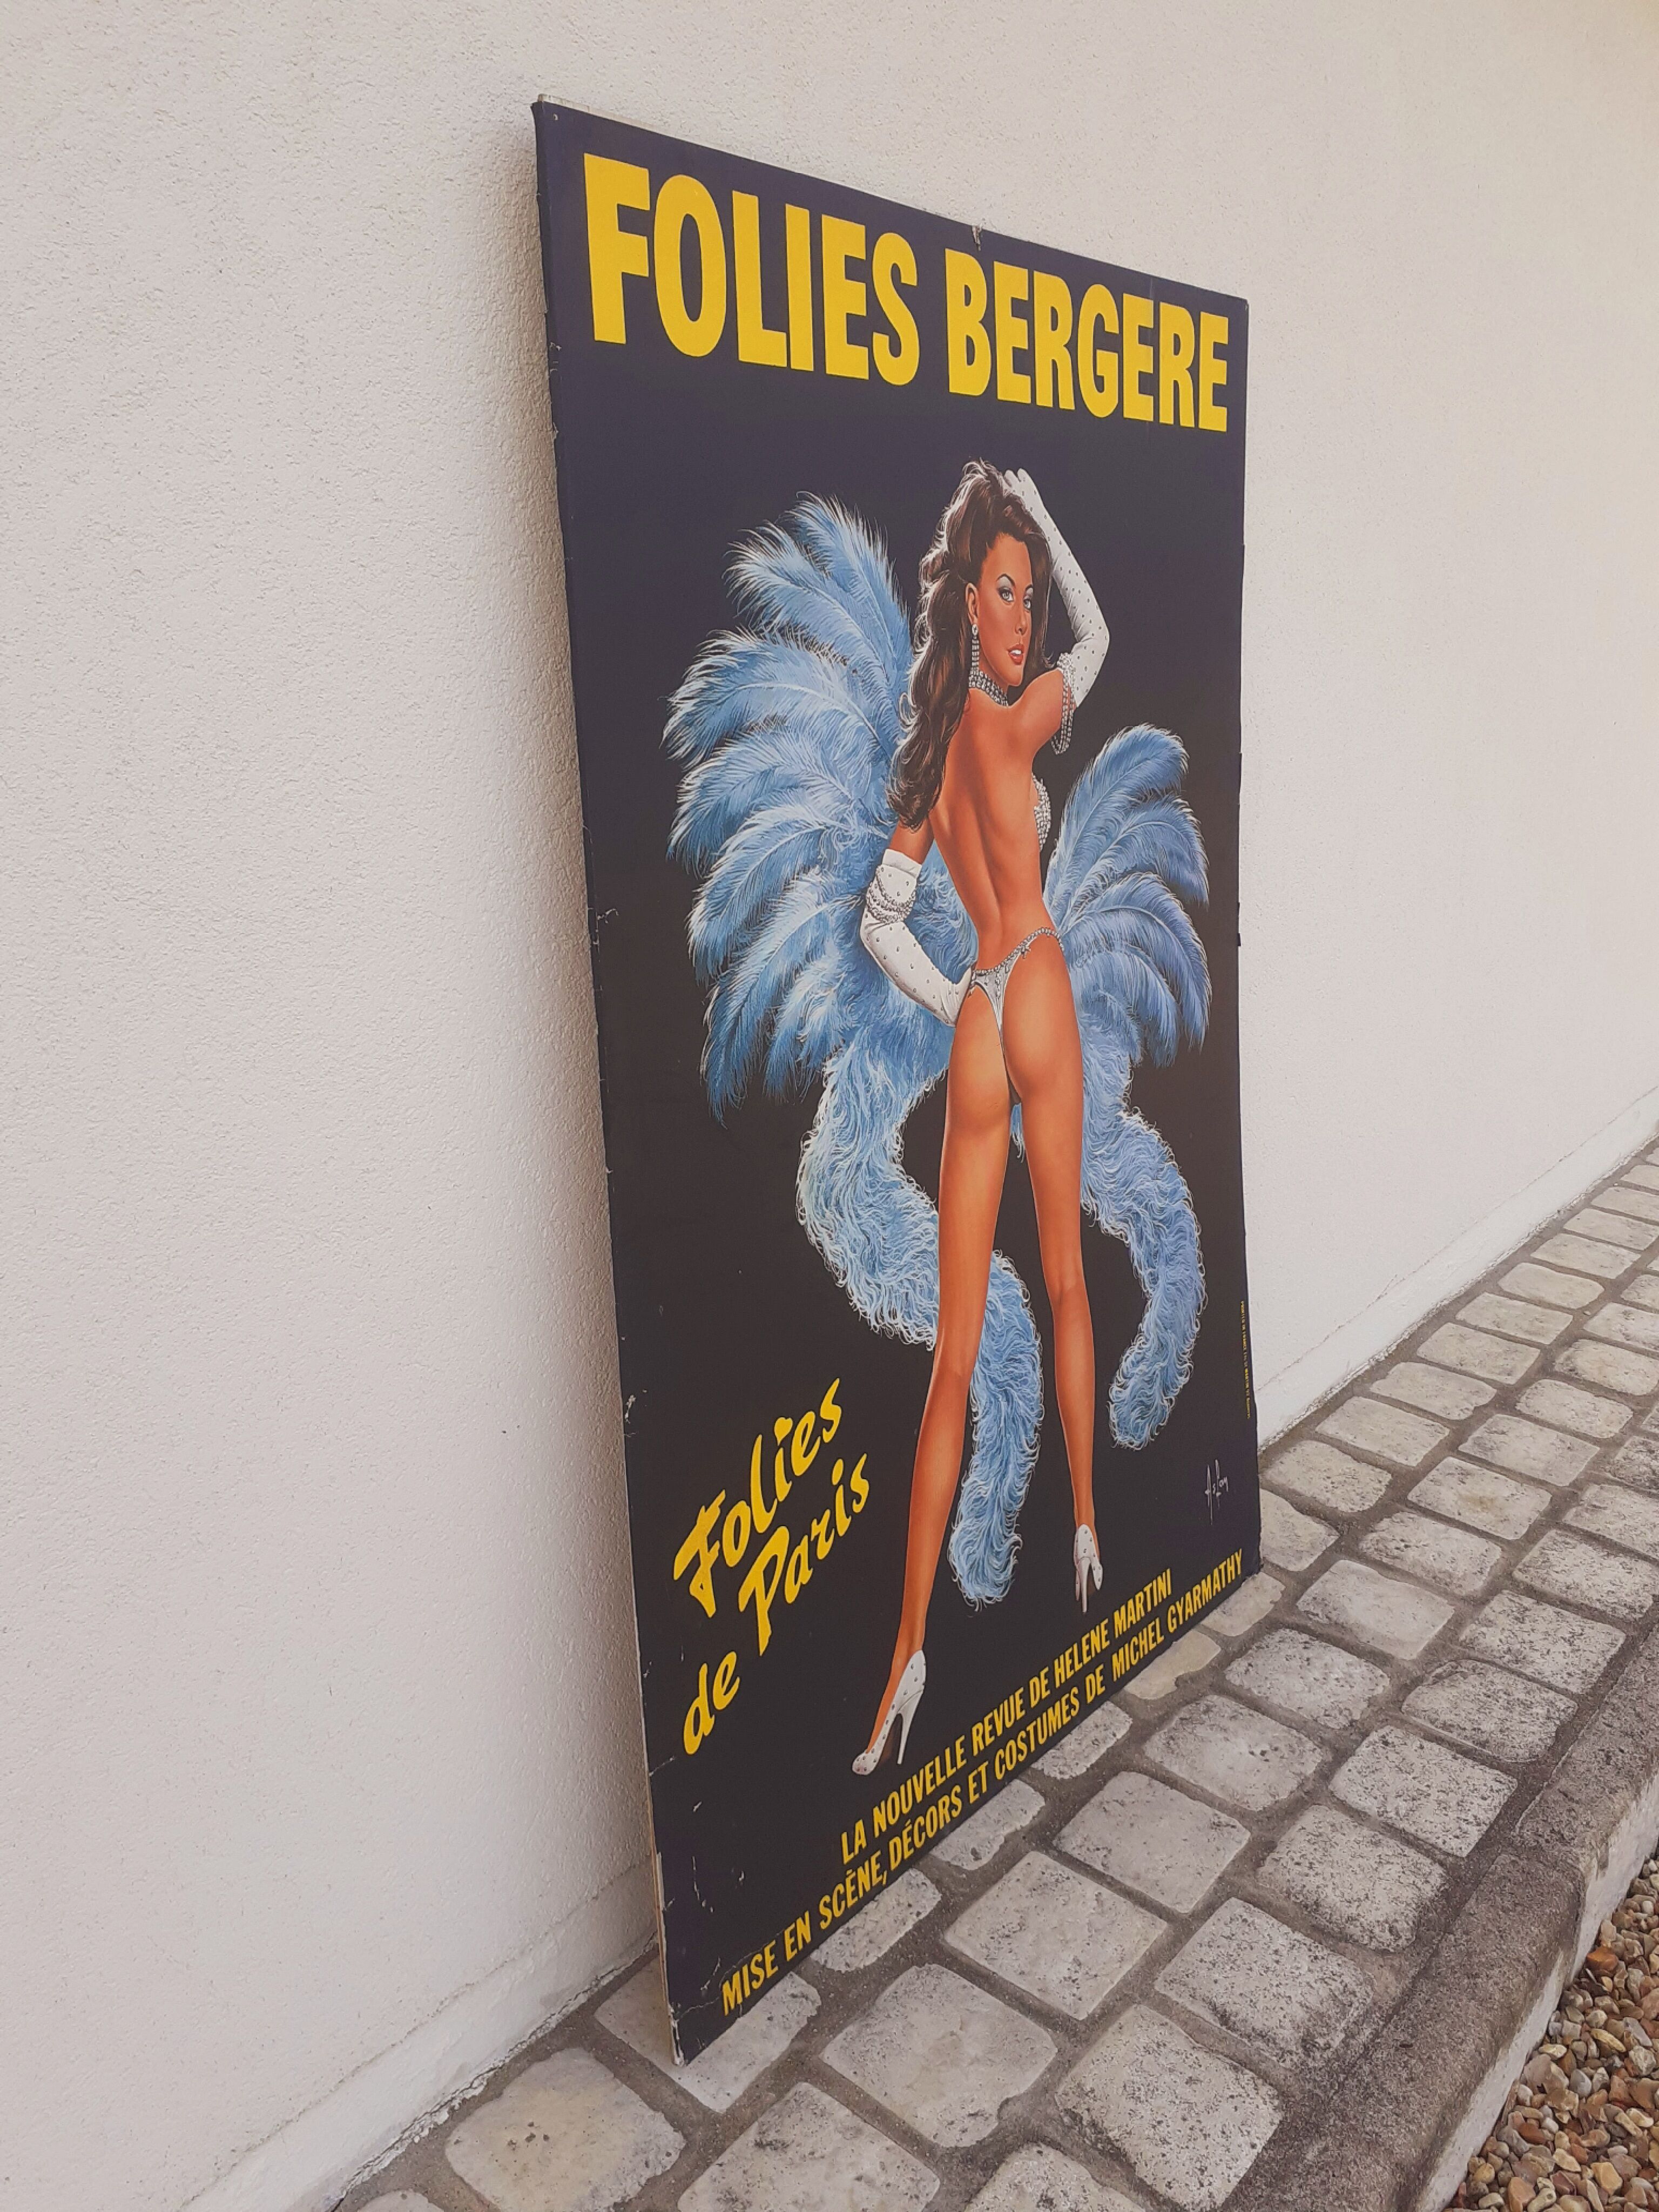 FOLIES BERGERE
Folies
de Paris
Aslan
LA NOUVELLE REVUE DE HELENE MARTINI
MISE EN SCÈNE, DÉCORS ET COSTUMES DE MICHEL GYARMATHY